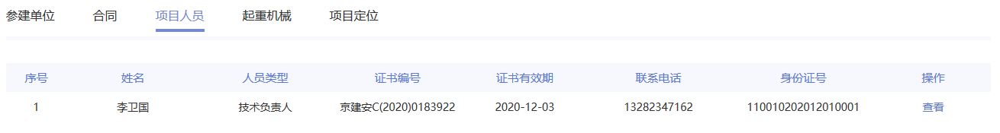 参建单位 合同 项目人员 起重机械 项目定位
序号 姓名 人员类型 证书编号 证书有效期 联系电话 身份证号 操作
1 李卫国 技术负责人 京建安C(2020)0183922 2020-12-03 13282347162 110010202012010001 查看